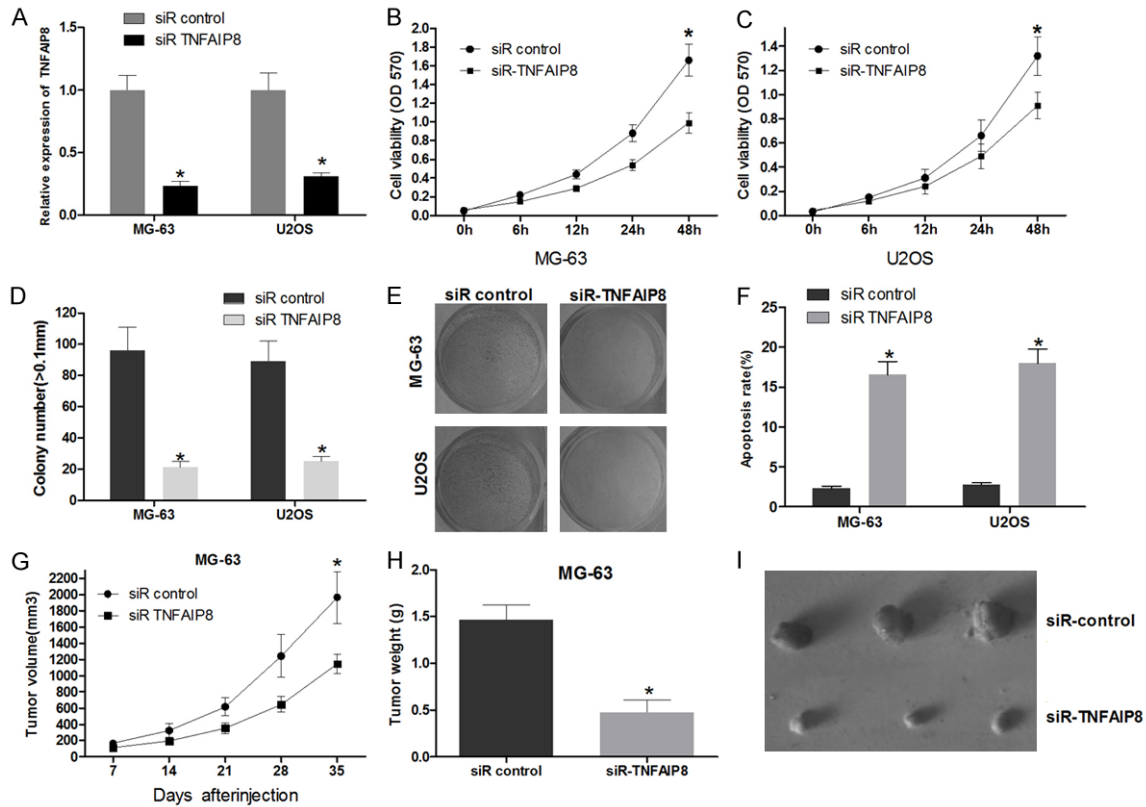 A
siR control
siR TNFAIP8
Relative expression of TNFAIP8
1.5
1.0
0.5
0.0
*
*
MG-63
U2OS
B
siR control
siR-TNFAIP8
Cell viability (OD 570)
2.0
1.8
1.6
1.4
1.2
1.0
0.8
0.6
0.4
0.2
0.0
*
0h 6h 12h 24h 48h
MG-63
C
siR control
siR-TNFAIP8
Cell viability (OD 570)
1.6
1.4
1.2
1.0
0.8
0.6
0.4
0.2
0.0
*
0h 6h 12h 24h 48h
U2OS
D
siR control
siR TNFAIP8
Colony number(>0.1mm)
120
100
80
60
40
20
0
*
*
MG-63
U2OS
E
siR control
siR-TNFAIP8
MG-63
U2OS
F
siR control
siR TNFAIP8
Apoptosis rate(%)
25
20
15
10
5
0
*
*
MG-63
U2OS
G
MG-63
siR control
siR TNFAIP8
Tumor volume(mm3)
2200
2000
1800
1600
1400
1200
1000
800
600
400
200
0
*
7 14 21 28 35
Days afterinjection
H
MG-63
Tumor weight (g)
2.0
1.5
1.0
0.5
0.0
*
siR control
siR-TNFAIP8
I
siR-control
siR-TNFAIP8